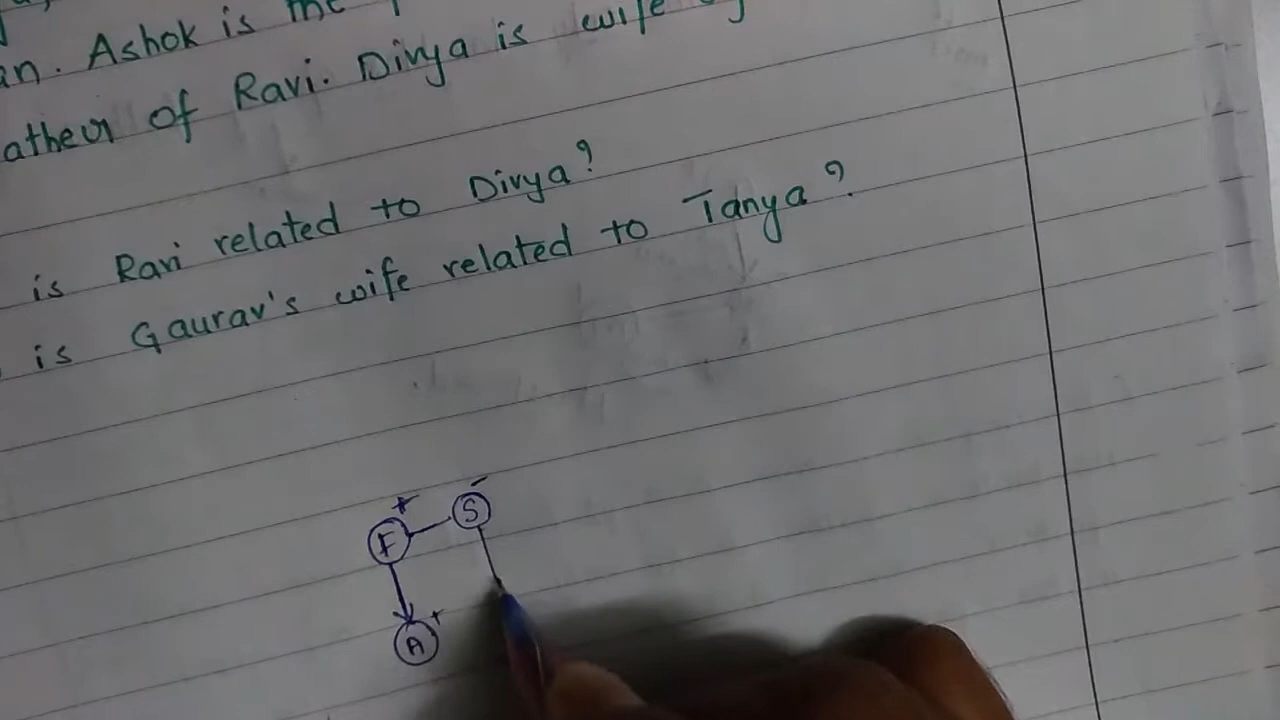 an. Ashok is the
ather of Ravi. Divya is wife
is Ravi related to Divya?
is Gaurav's wife related to Tanya?
- S
+ F
A +